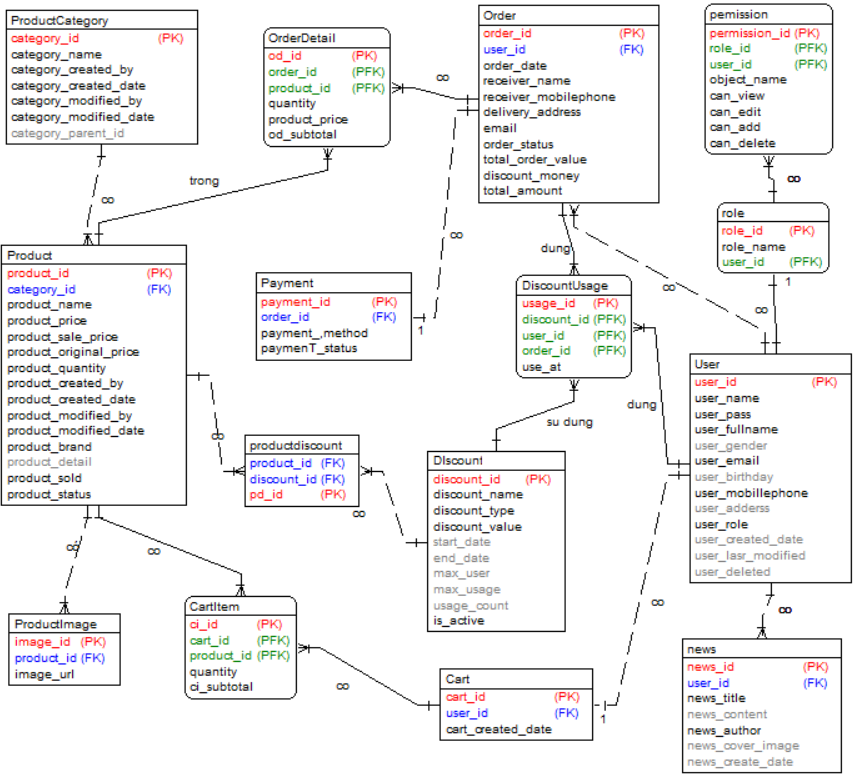 ProductCategory
category_id (PK)
category_name
category_created_by
category_created_date
category_modified_by
category_modified_date
category_parent_id
OrderDetail
od_id (PK)
order_id (PFK)
product_id (PFK)
quantity
product_price
od_subtotal
Order
order_id (PK)
user_id (FK)
order_date
receiver_name
receiver_mobilephone
delivery_address
email
order_status
total_order_value
discount_money
total_amount
pemission
permission_id (PK)
role_id (PFK)
user_id (PFK)
object_name
can_view
can_edit
can_add
can_delete
∞
∞
∞
trong
∞
role
role_id (PK)
role_name
user_id (PFK)
Product
product_id (PK)
category_id (FK)
product_name
product_price
product_sale_price
product_original_price
product_quantity
product_created_by
product_created_date
product_modified_by
product_modified_date
product_brand
product_detail
product_sold
product_status
dung
Payment
payment_id (PK)
order_id (FK)
payment_.method
paymenT_status
1
DiscountUsage
usage_id (PK)
discount_id (PFK)
user_id (PFK)
order_id (PFK)
use_at
∞
∞
1
User
user_id (PK)
user_name
user_pass
user_fullname
user_gender
user_email
user_birthday
user_mobillephone
user_adderss
user_role
user_created_date
user_lasr_modified
user_deleted
dung
su dung
∞
productdiscount
product_id (FK)
discount_id (FK)
pd_id (PK)
∞
DIscount
discount_id (PK)
discount_name
discount_type
discount_value
start_date
end_date
max_user
max_usage
usage_count
is_active
∞
∞
∞
∞
ProductImage
image_id (PK)
product_id (FK)
image_url
CartItem
ci_id (PK)
cart_id (PFK)
product_id (PFK)
quantity
ci_subtotal
∞
Cart
cart_id (PK)
user_id (FK)
cart_created_date
1
news
news_id (PK)
user_id (FK)
news_title
news_content
news_author
news_cover_image
news_create_date